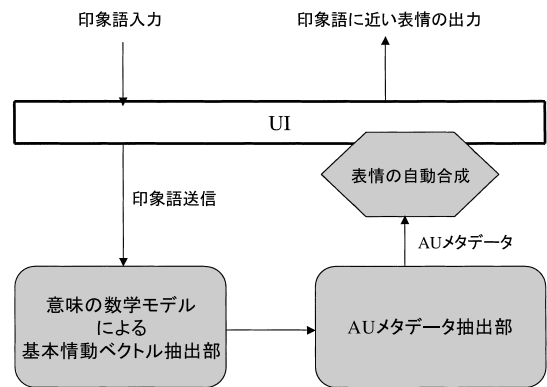 印象語入力
印象語に近い表情の出力
UI
表情の自動合成
印象語送信
AUメタデータ
意味の数学モデル
による
基本情動ベクトル抽出部
AUメタデータ抽出部